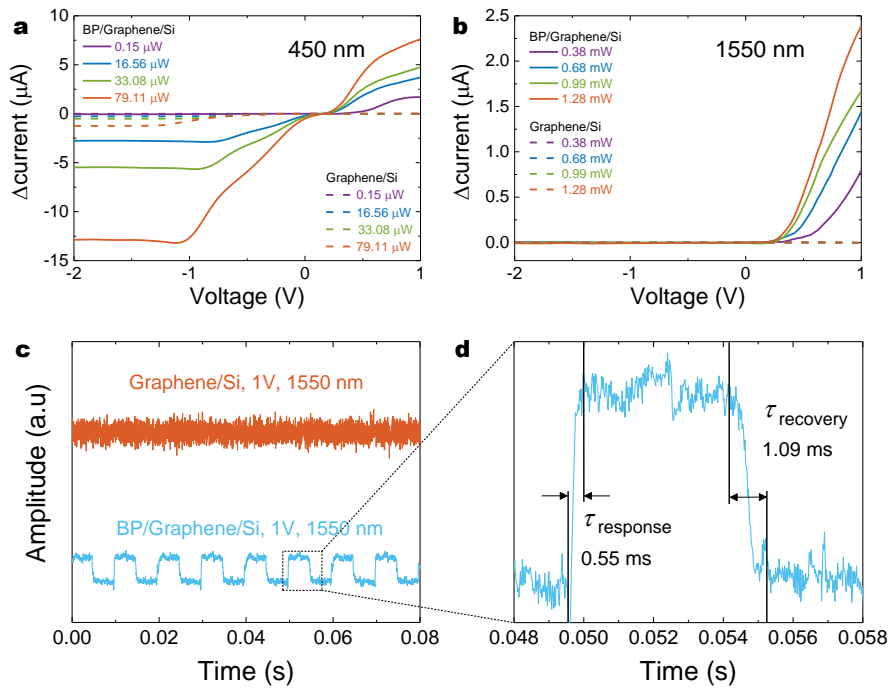 a
BP/Graphene/Si
0.15 μW
16.56 μW
33.08 μW
79.11 μW
450 nm
Graphene/Si
0.15 μW
16.56 μW
33.08 μW
79.11 μW
Δcurrent (μA)
10
5
0
-5
-10
-15
-2
-1
0
1
Voltage (V)
b
BP/Graphene/Si
0.38 mW
0.68 mW
0.99 mW
1.28 mW
Graphene/Si
0.38 mW
0.68 mW
0.99 mW
1.28 mW
1550 nm
Δcurrent (μA)
2.5
2.0
1.5
1.0
0.5
0.0
-2
-1
0
1
Voltage (V)
c
Graphene/Si, 1V, 1550 nm
BP/Graphene/Si, 1V, 1550 nm
Amplitude (a.u)
0.00
0.02
0.04
0.06
0.08
Time (s)
d
τ recovery
1.09 ms
τ response
0.55 ms
0.048
0.050
0.052
0.054
0.056
0.058
Time (s)